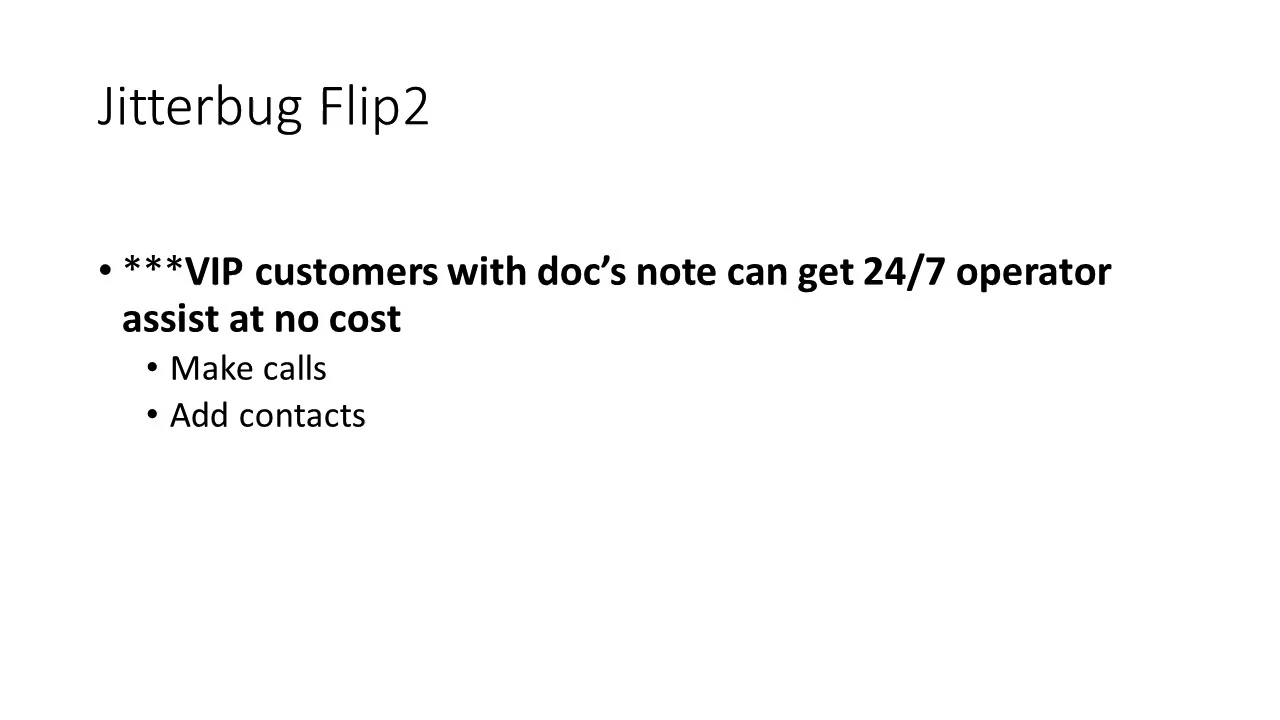 Jitterbug Flip2
• ***VIP customers with doc’s note can get 24/7 operator
assist at no cost
• Make calls
• Add contacts